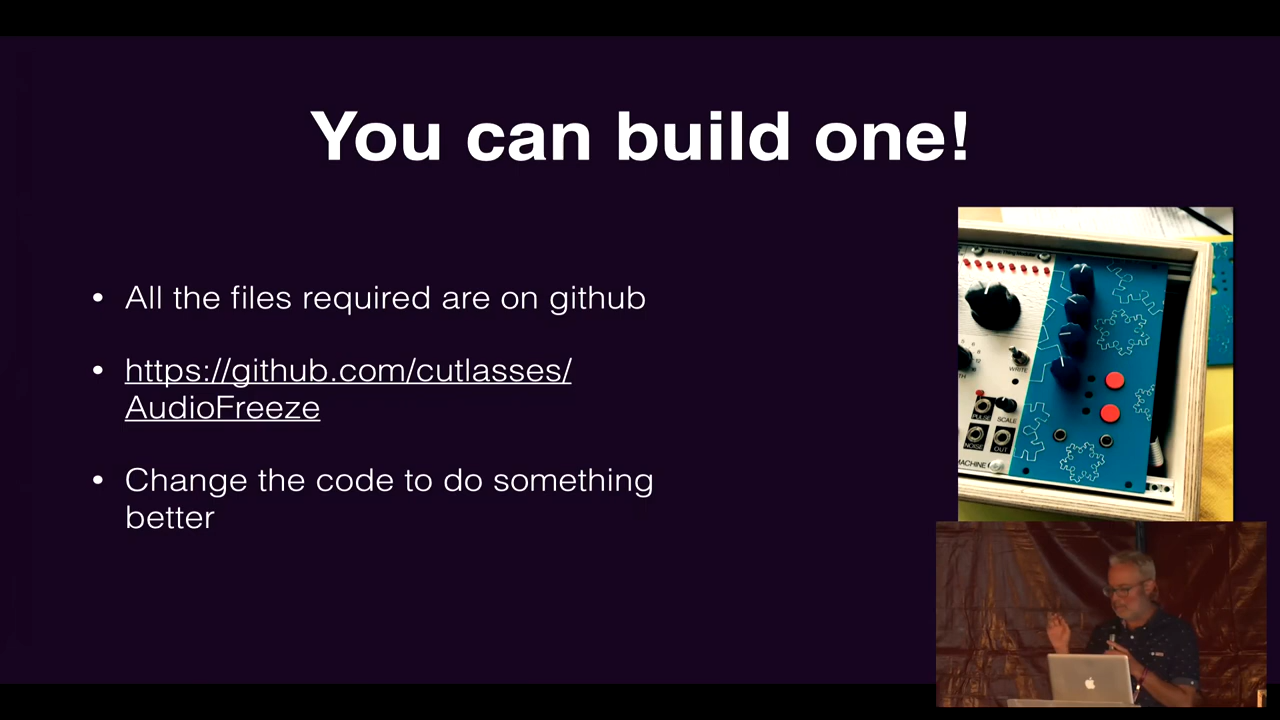 You can build one!
• All the files required are on github
• https://github.com/cutlasses/
AudioFreeze
• Change the code to do something
better
WRITE
PULSE
SCALE
NOISE
OUT
MACHINE